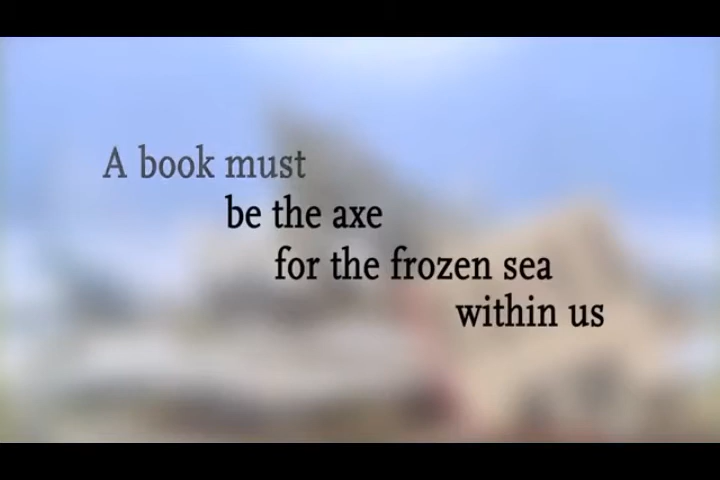 A book must
be the axe
for the frozen sea
within us